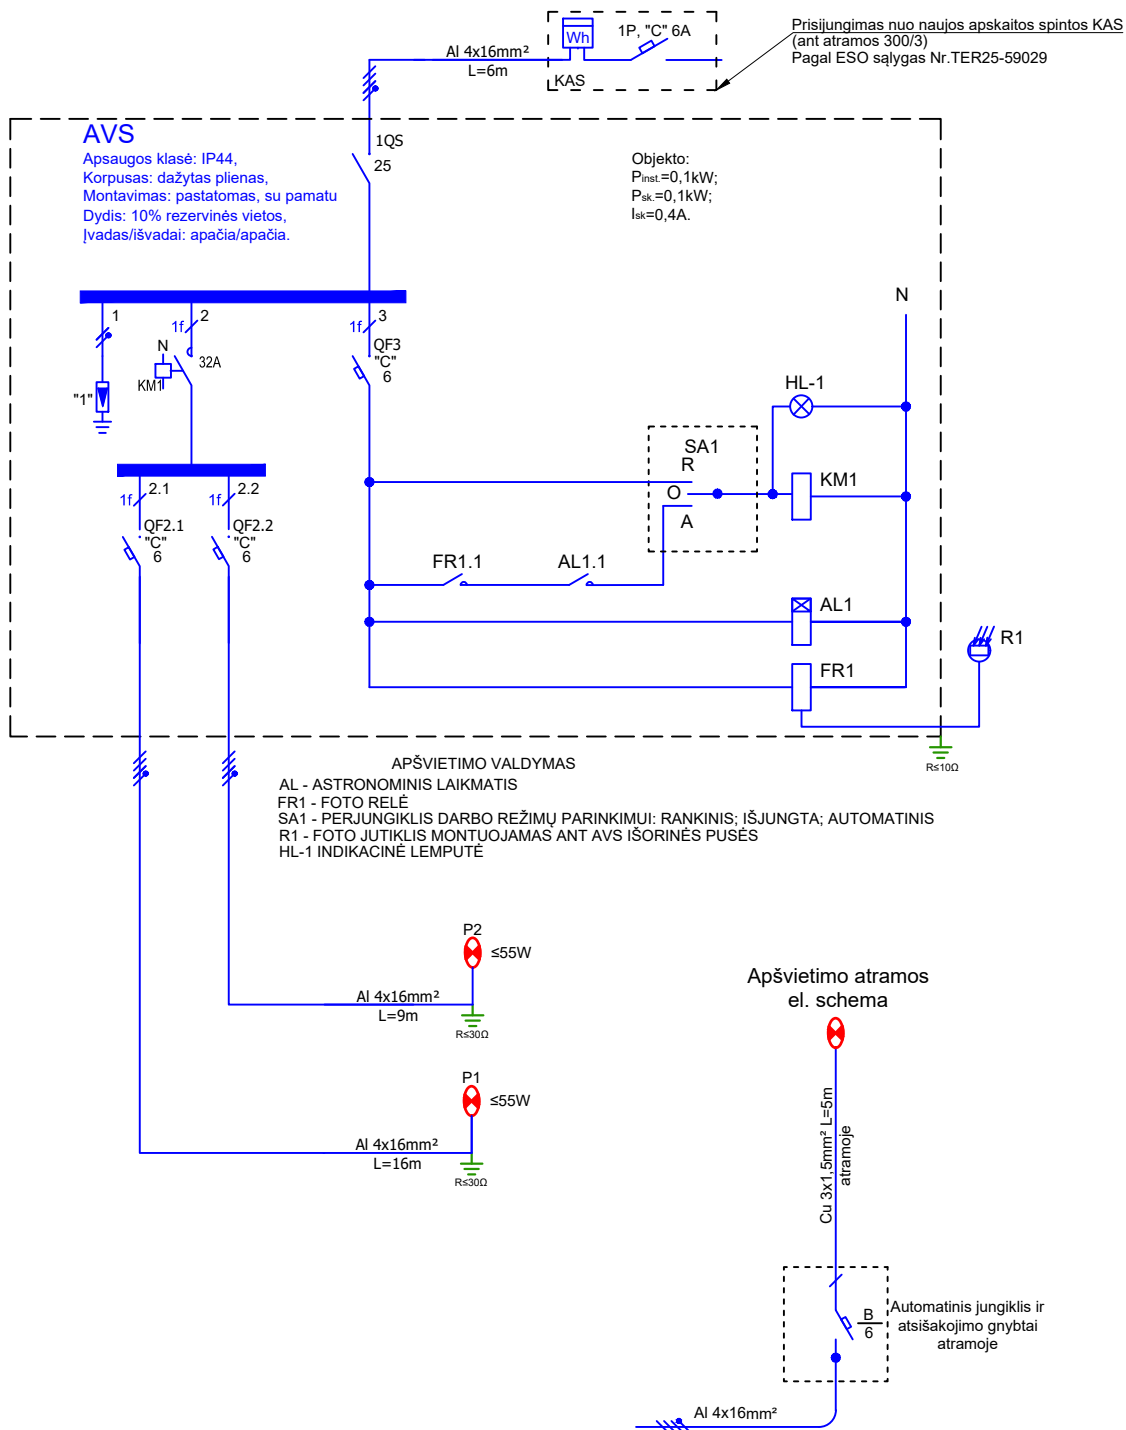 Prisijungimas nuo naujos apskaitos spintos KAS
(ant atramos 300/3)
Pagal ESO sąlygas Nr.TER25-59029
1P, "C" 6A
Wh
KAS
Al 4x16mm²
L=6m
AVS
Apsaugos klasė: IP44,
Korpusas: dažytas plienas,
Montavimas: pastatomas, su pamatu
Dydis: 10% rezervinės vietos,
Įvadas/išvadai: apačia/apačia.
1QS
25
Objekto:
Pinst.=0,1kW;
Psk.=0,1kW;
Isk=0,4A.
N
1
1f
2
1f
3
N
KM1
32A
"1"
QF3
"C"
6
HL-1
SA1
R
O
A
KM1
1f
2.1
1f
2.2
QF2.1
"C"
6
QF2.2
"C"
6
FR1.1
AL1.1
AL1
FR1
R1
R≤10Ω
APŠVIETIMO VALDYMAS
AL - ASTRONOMINIS LAIKMATIS
FR1 - FOTO RELĖ
SA1 - PERJUNGIKLIS DARBO REŽIMŲ PARINKIMUI: RANKINIS; IŠJUNGTA; AUTOMATINIS
R1 - FOTO JUTIKLIS MONTUOJAMAS ANT AVS IŠORINĖS PUSĖS
HL-1 INDIKACINĖ LEMPUTĖ
P2
≤55W
Al 4x16mm²
L=9m
R≤30Ω
P1
≤55W
Al 4x16mm²
L=16m
R≤30Ω
Apšvietimo atramos
el. schema
Cu 3x1,5mm² L=5m
atramoje
B
6
Automatinis jungiklis ir
atsišakojimo gnybtai
atramoje
Al 4x16mm²